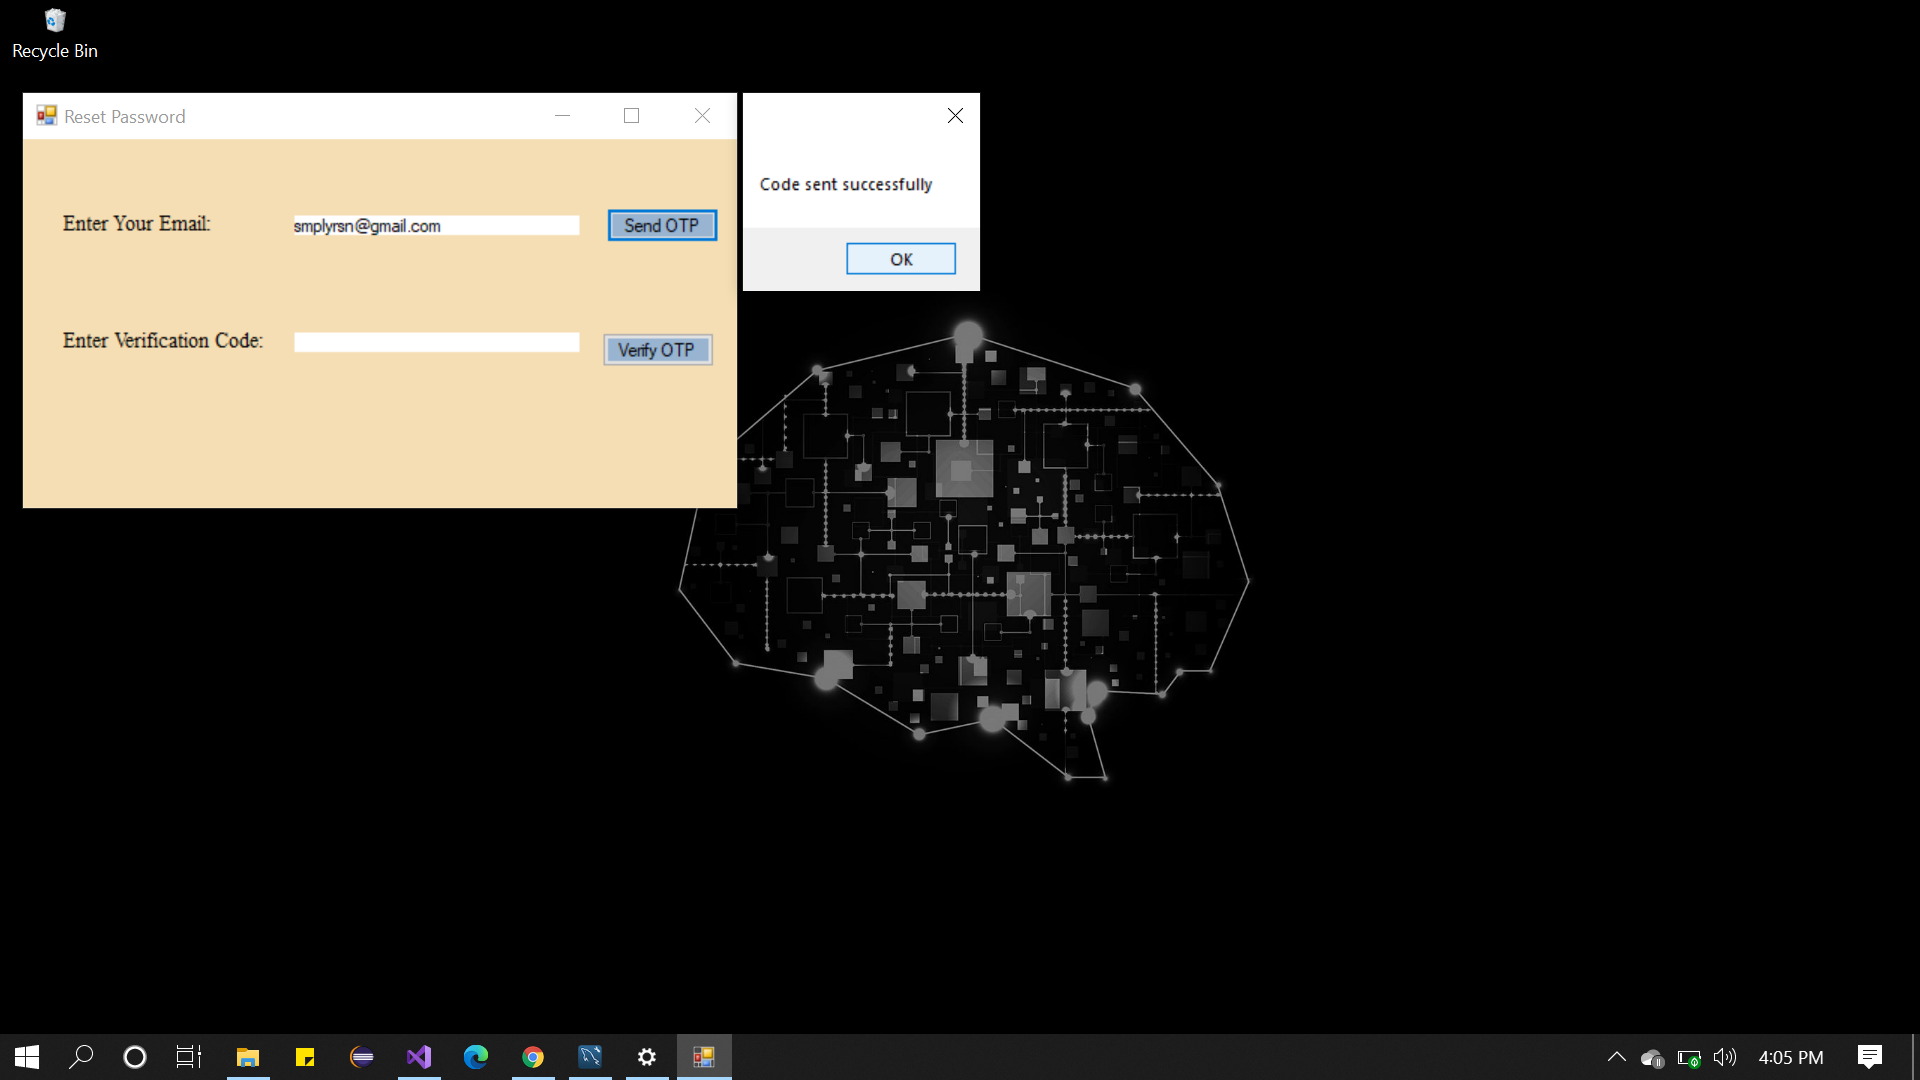 Recycle Bin
Reset Password
Enter Your Email:
smplyrsn@gmail.com
Send OTP
Enter Verification Code:
Verify OTP
Code sent successfully
OK
4:05 PM